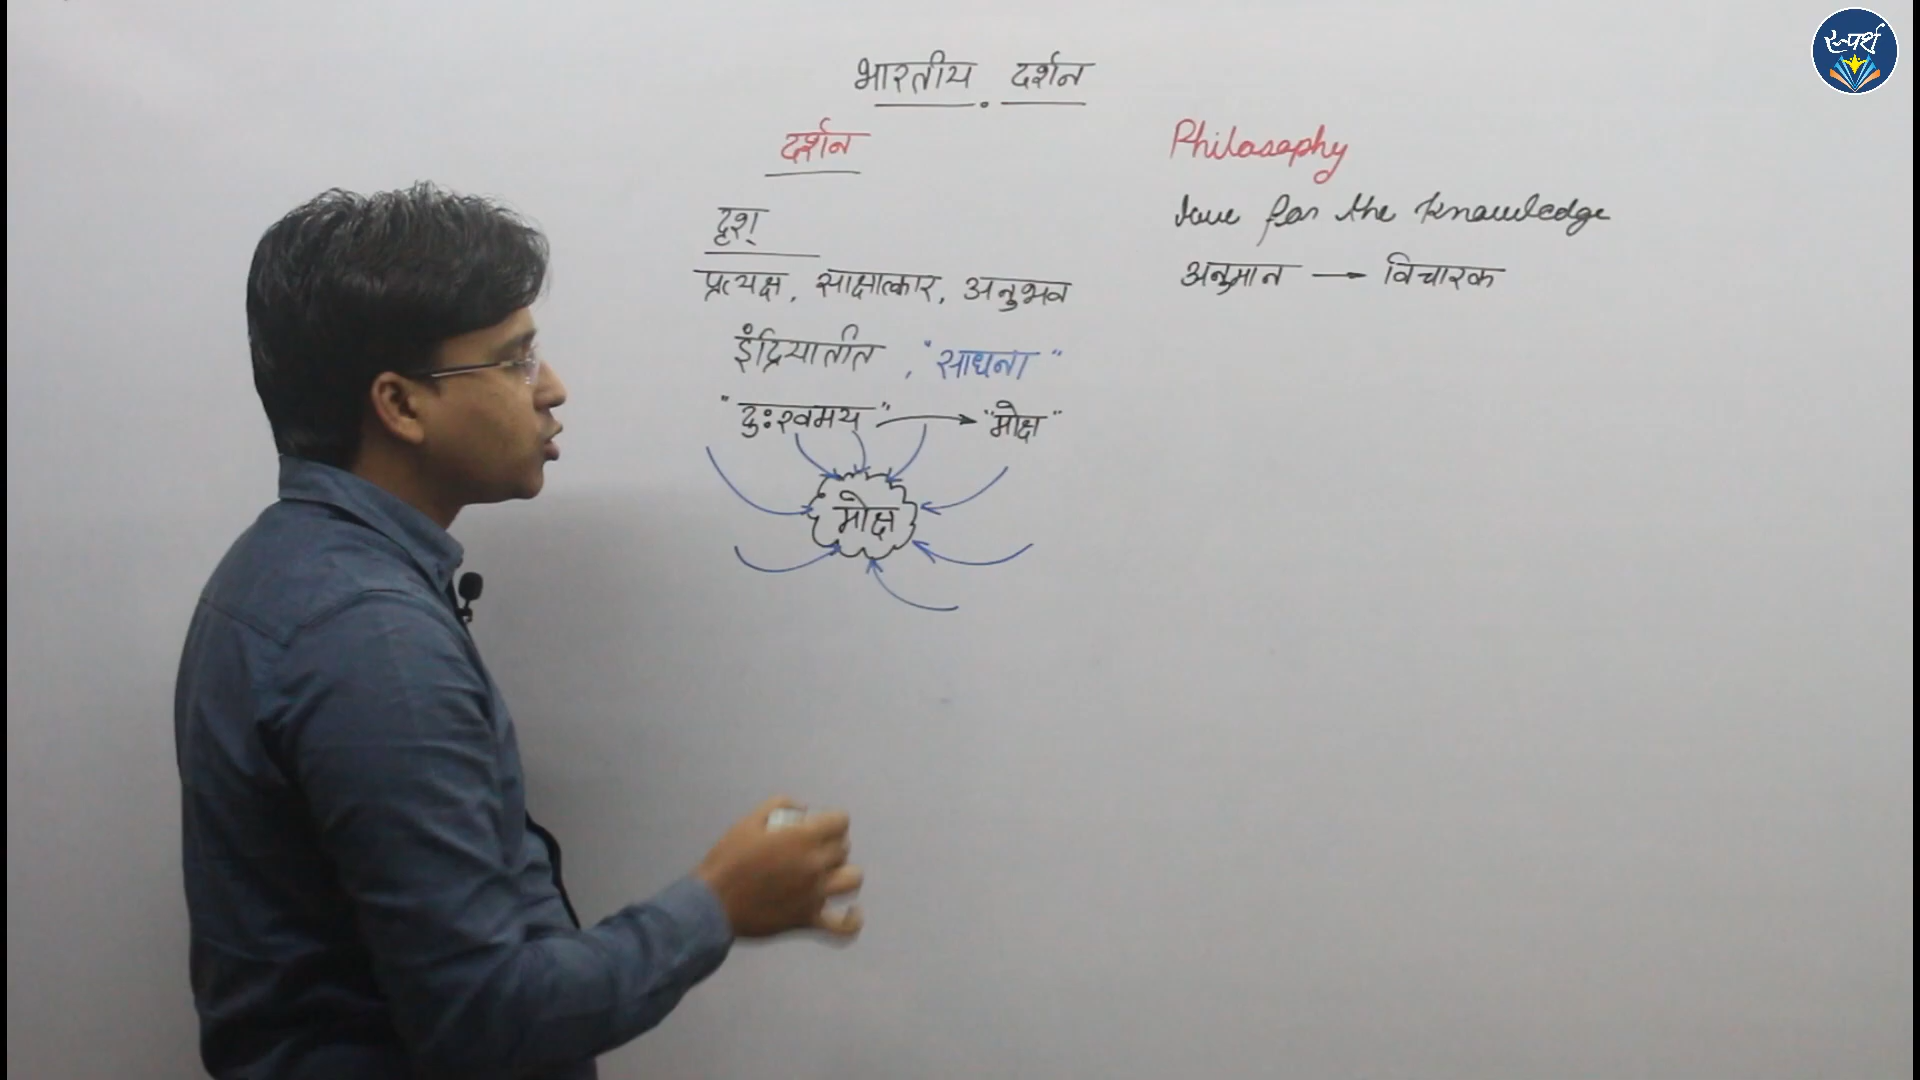 स्पर्श
भारतीय दर्शन
दर्शन
दृश्
प्रत्यक्ष, साक्षात्कार, अनुभव
इंद्रियातीत, "साधना"
"दुःखमय" → "मोक्ष"
मोक्ष
Philosophy
love for the knowledge
अनुमान → विचारक